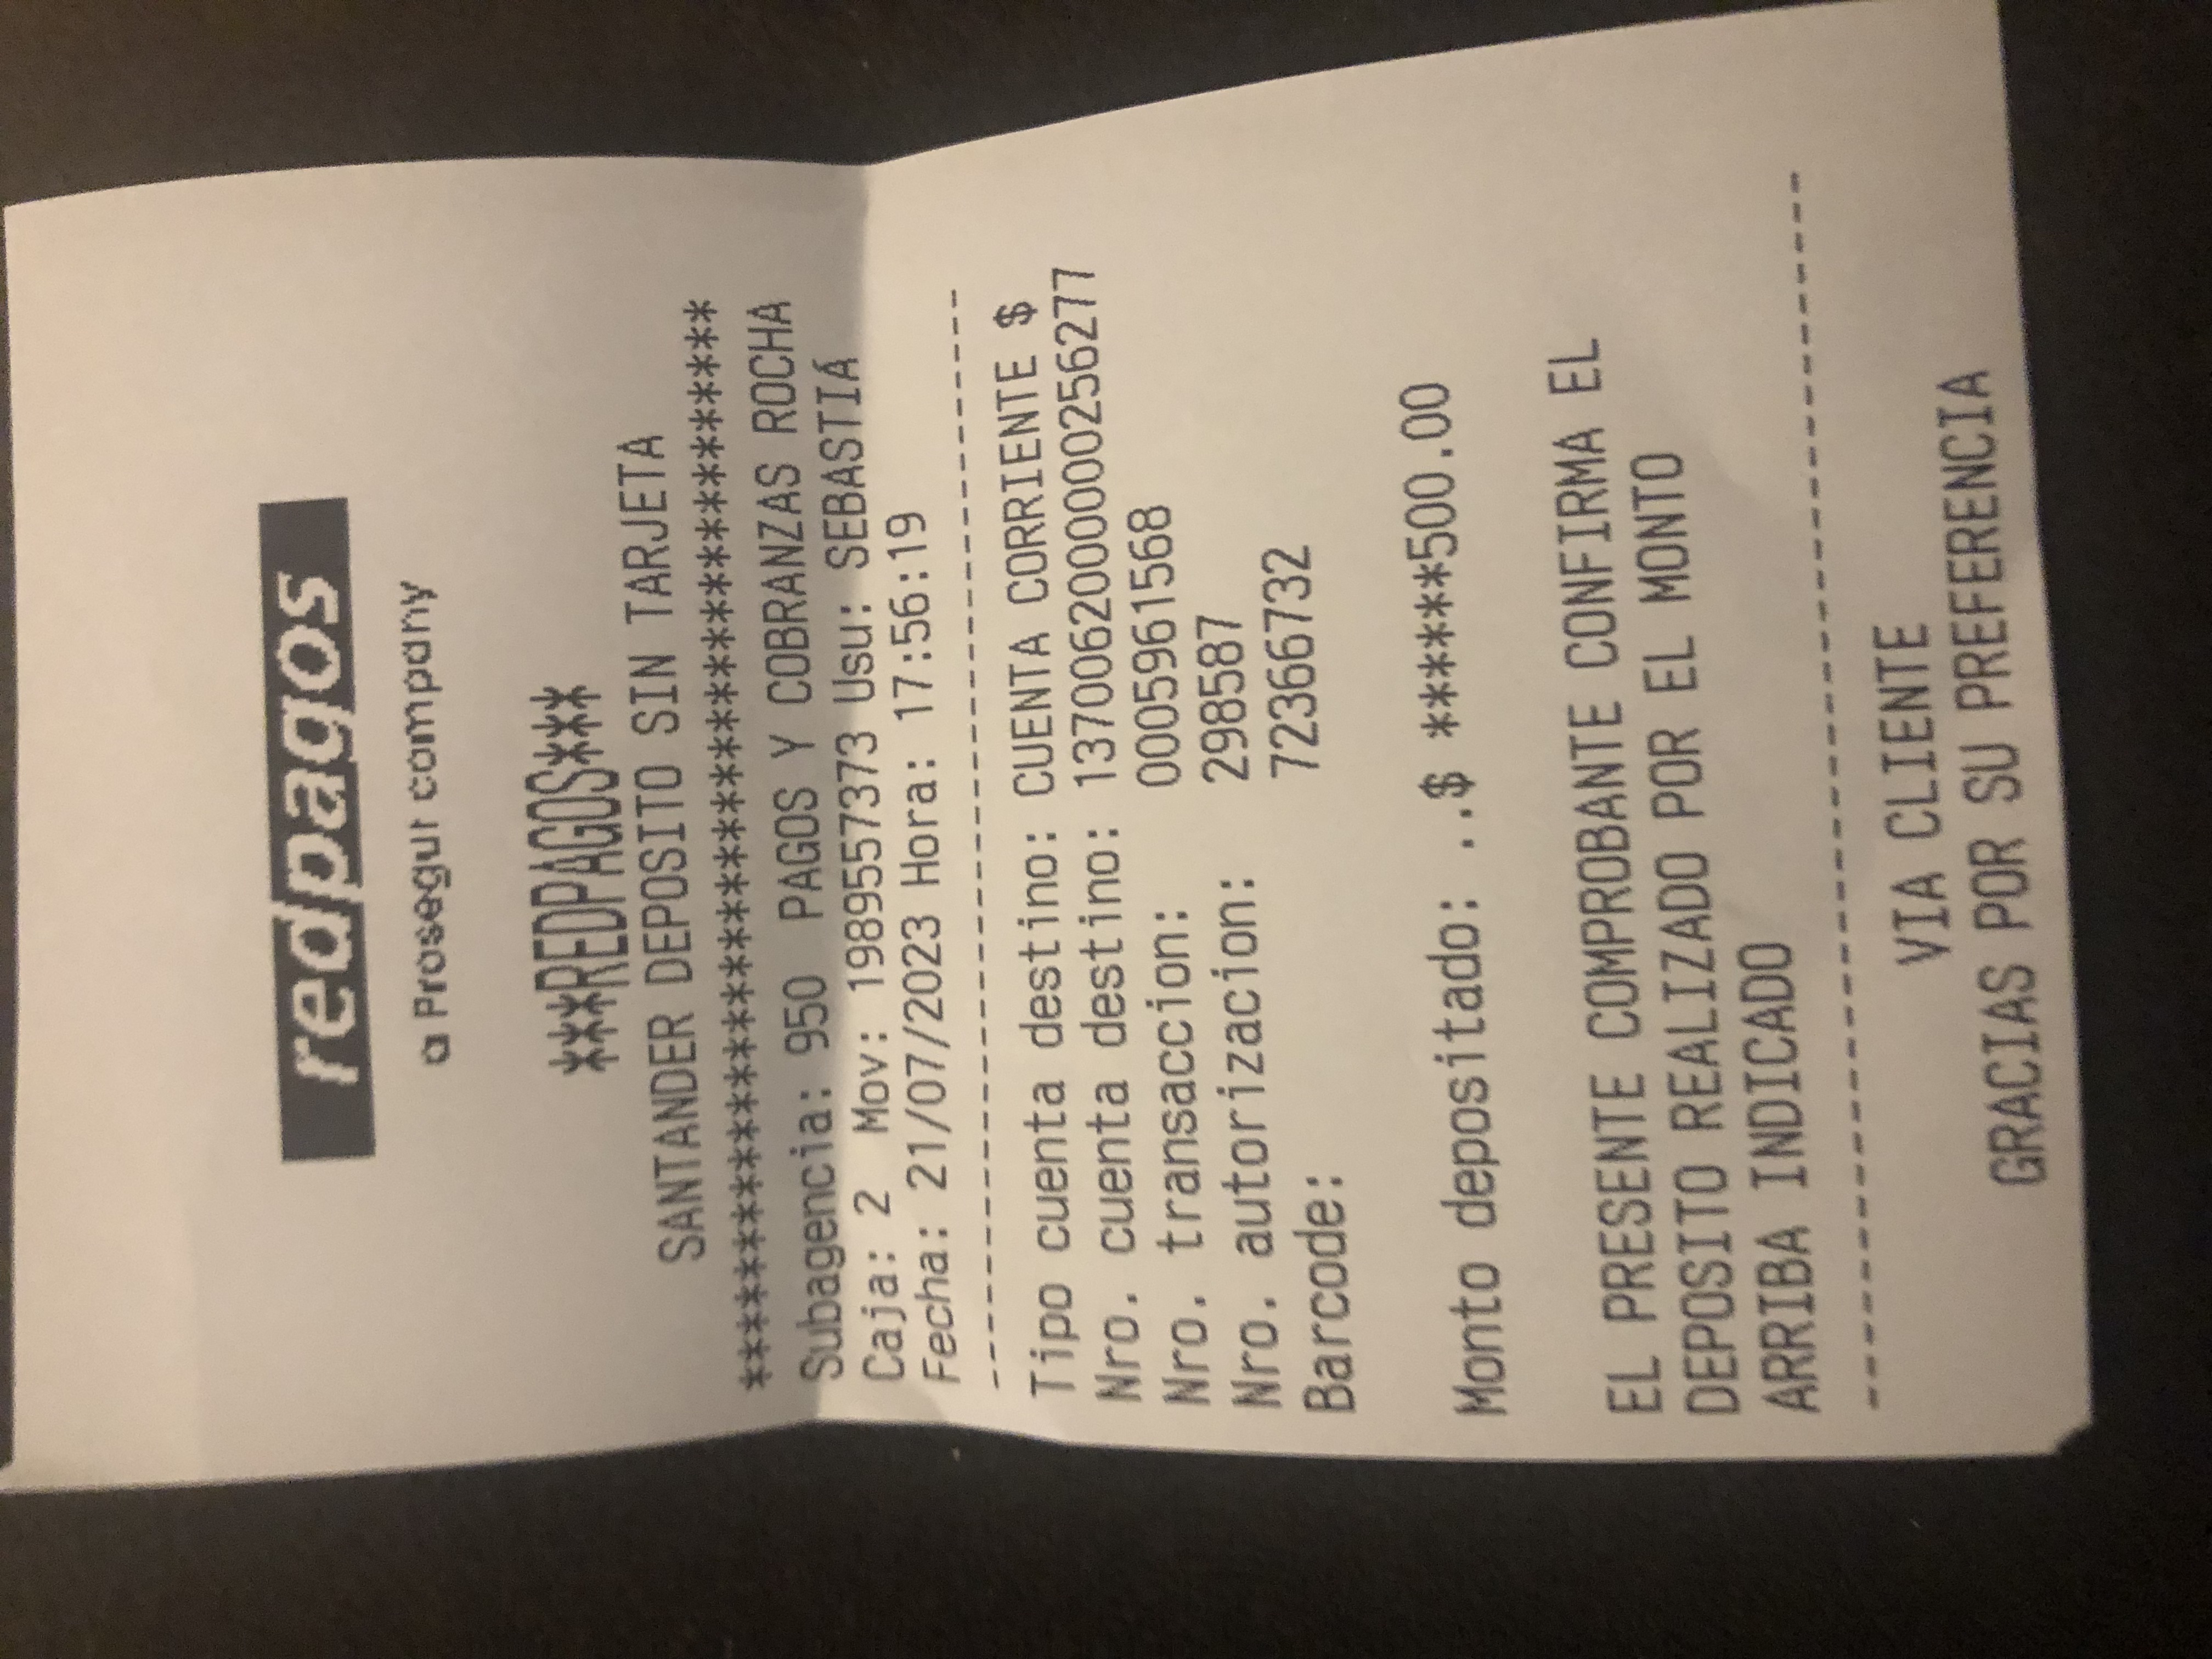 redpagos
a Prosegur company
***REDPAGOS***
SANTANDER DEPOSITO SIN TARJETA
****************************************
Subagencia: 950 PAGOS Y COBRANZAS ROCHA
Caja: 2 Mov: 1989557373 Usu: SEBASTIÁ
Fecha: 21/07/2023 Hora: 17:56:19
----------------------------------------
Tipo cuenta destino: CUENTA CORRIENTE $
Nro. cuenta destino: 1370062000000256277
Nro. transaccion: 0005961568
Nro. autorizacion: 298587
Barcode: 72366732
Monto depositado: ..$ ******500.00
EL PRESENTE COMPROBANTE CONFIRMA EL
DEPOSITO REALIZADO POR EL MONTO
ARRIBA INDICADO
----------------------------------------
VIA CLIENTE
GRACIAS POR SU PREFERENCIA